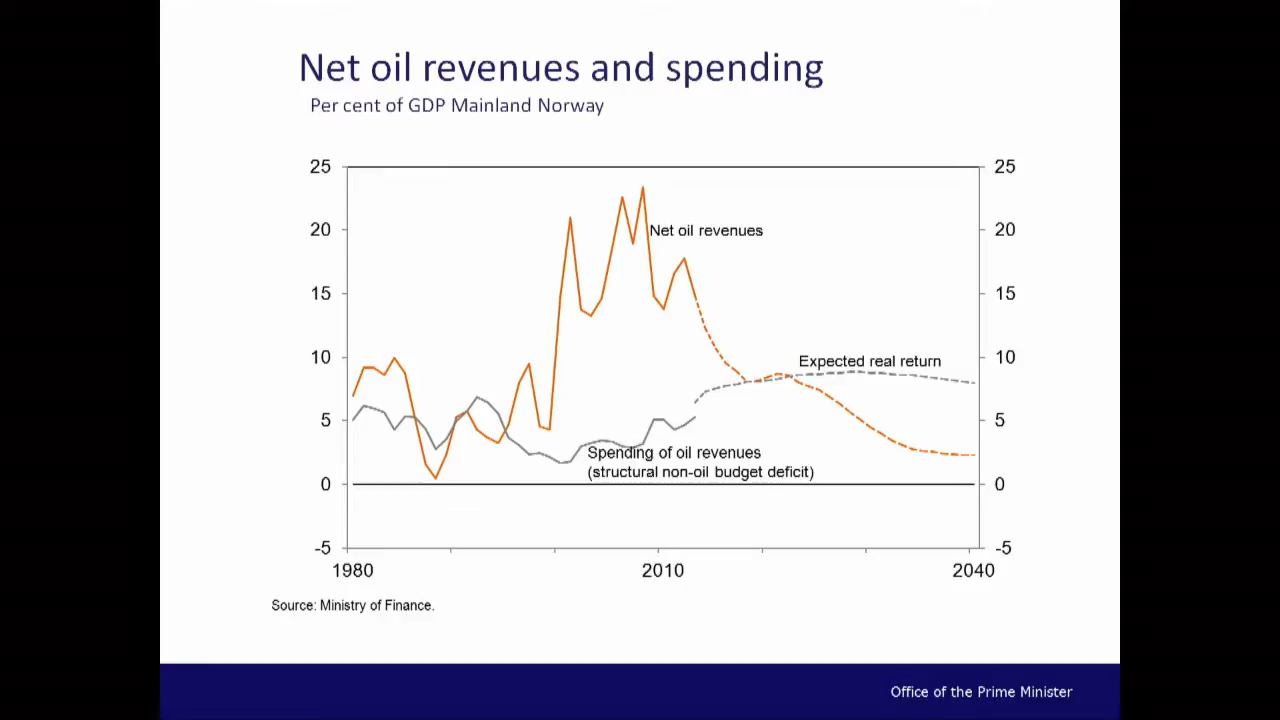 Net oil revenues and spending
Per cent of GDP Mainland Norway
25 25
20 Net oil revenues 20
15 15
10 Expected real return 10
5 5
Spending of oil revenues
(structural non-oil budget deficit)
0 0
-5 -5
1980 2010 2040
Source: Ministry of Finance.
Office of the Prime Minister